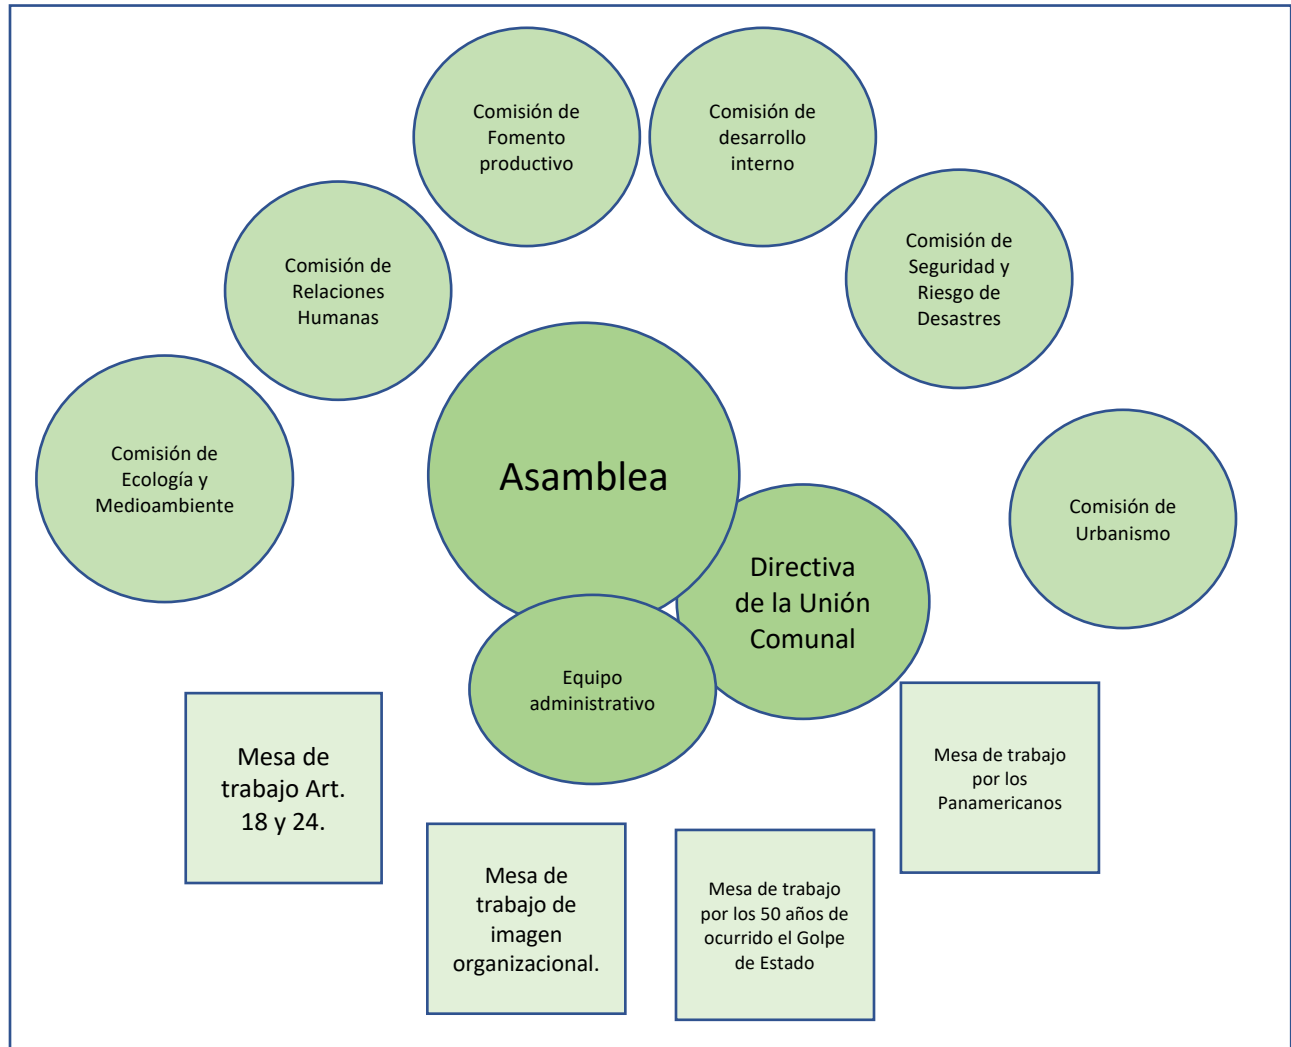 Comisión de
Fomento
productivo
Comisión de
desarrollo
interno
Comisión de
Seguridad y
Riesgo de
Desastres
Comisión de
Relaciones
Humanas
Comisión de
Ecología y
Medioambiente
Asamblea
Comisión de
Urbanismo
Directiva
de la Unión
Comunal
Equipo
administrativo
Mesa de
trabajo Art.
18 y 24.
Mesa de
trabajo de
imagen
organizacional.
Mesa de trabajo
por los 50 años de
ocurrido el Golpe
de Estado
Mesa de trabajo
por los
Panamericanos